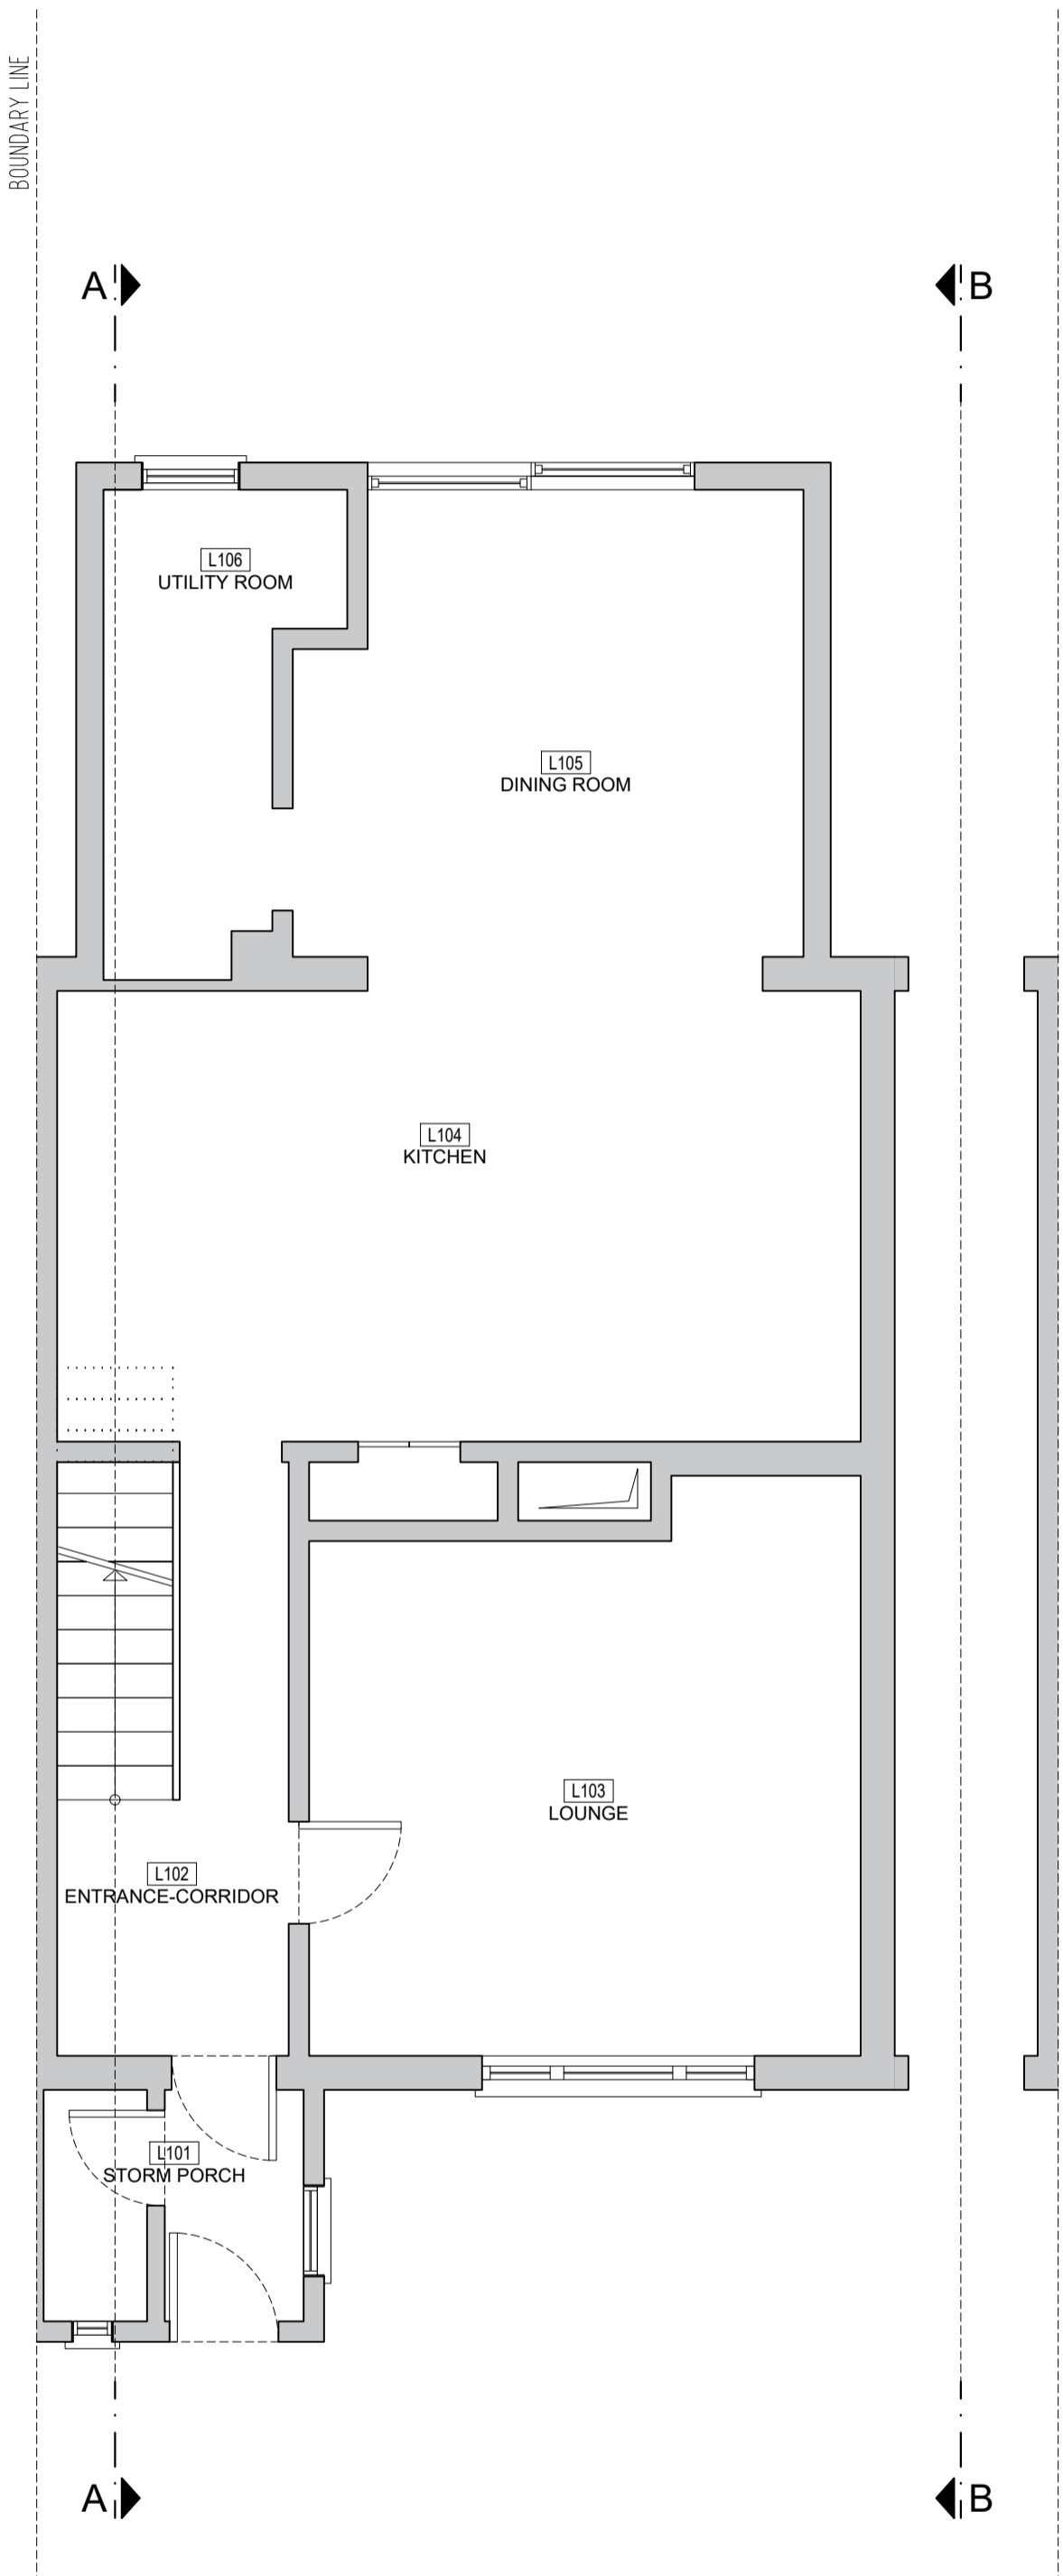 BOUNDARY LINE
A
B
L106
UTILITY ROOM
L105
DINING ROOM
L104
KITCHEN
L103
LOUNGE
L102
ENTRANCE-CORRIDOR
L101
STORM PORCH
A
B